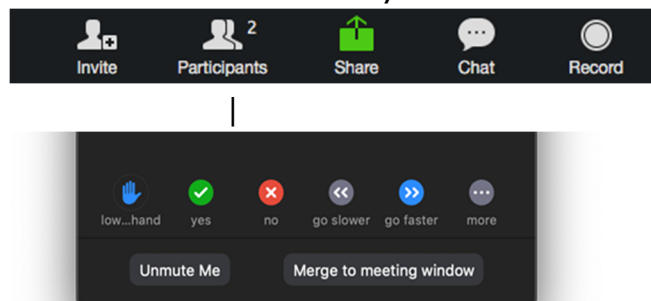 2
Invite Participants Share Chat Record
low...hand yes no go slower go faster more
Unmute Me Merge to meeting window